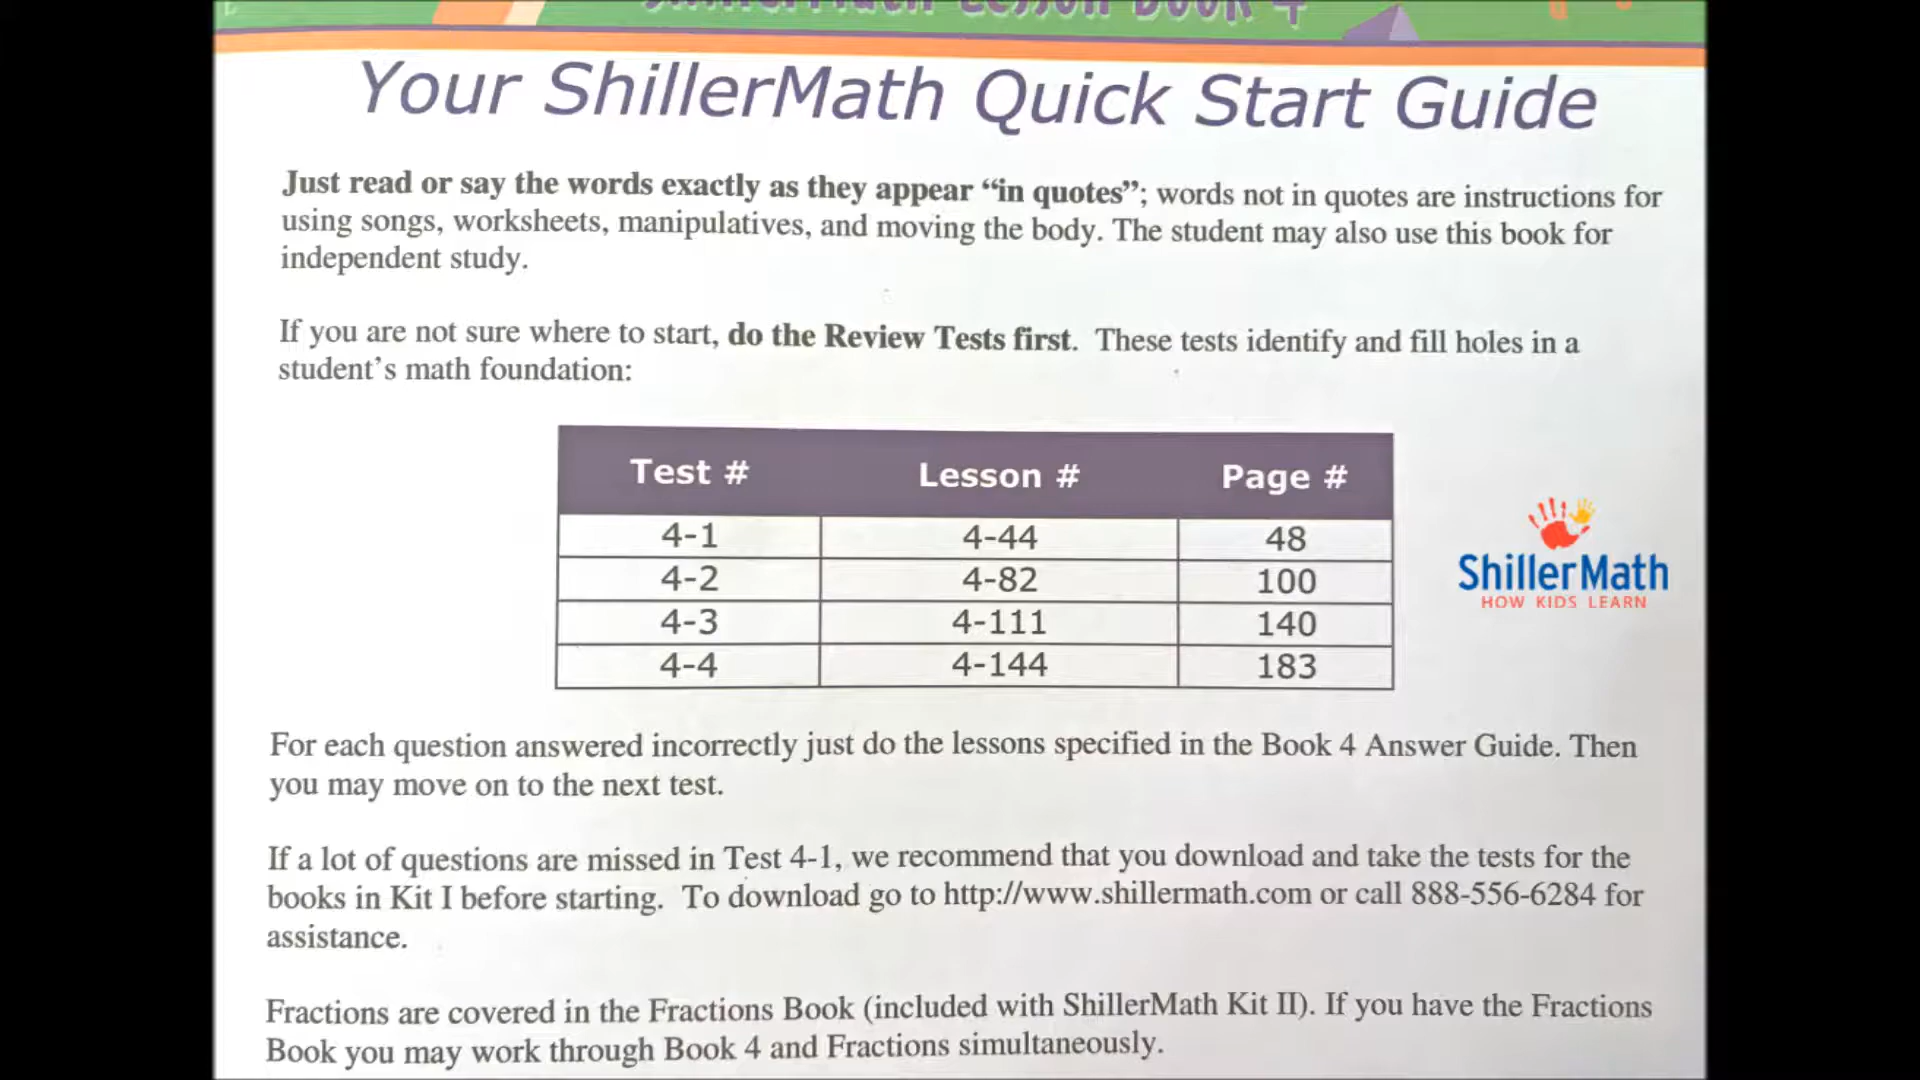 ShillerMath Lesson Book 4
Your ShillerMath Quick Start Guide
Just read or say the words exactly as they appear “in quotes”; words not in quotes are instructions for
using songs, worksheets, manipulatives, and moving the body. The student may also use this book for
independent study.
If you are not sure where to start, do the Review Tests first. These tests identify and fill holes in a
student’s math foundation:
Test # Lesson # Page #
4-1 4-44 48
4-2 4-82 100
4-3 4-111 140
4-4 4-144 183
ShillerMath
HOW KIDS LEARN
For each question answered incorrectly just do the lessons specified in the Book 4 Answer Guide. Then
you may move on to the next test.
If a lot of questions are missed in Test 4-1, we recommend that you download and take the tests for the
books in Kit I before starting. To download go to http://www.shillermath.com or call 888-556-6284 for
assistance.
Fractions are covered in the Fractions Book (included with ShillerMath Kit II). If you have the Fractions
Book you may work through Book 4 and Fractions simultaneously.